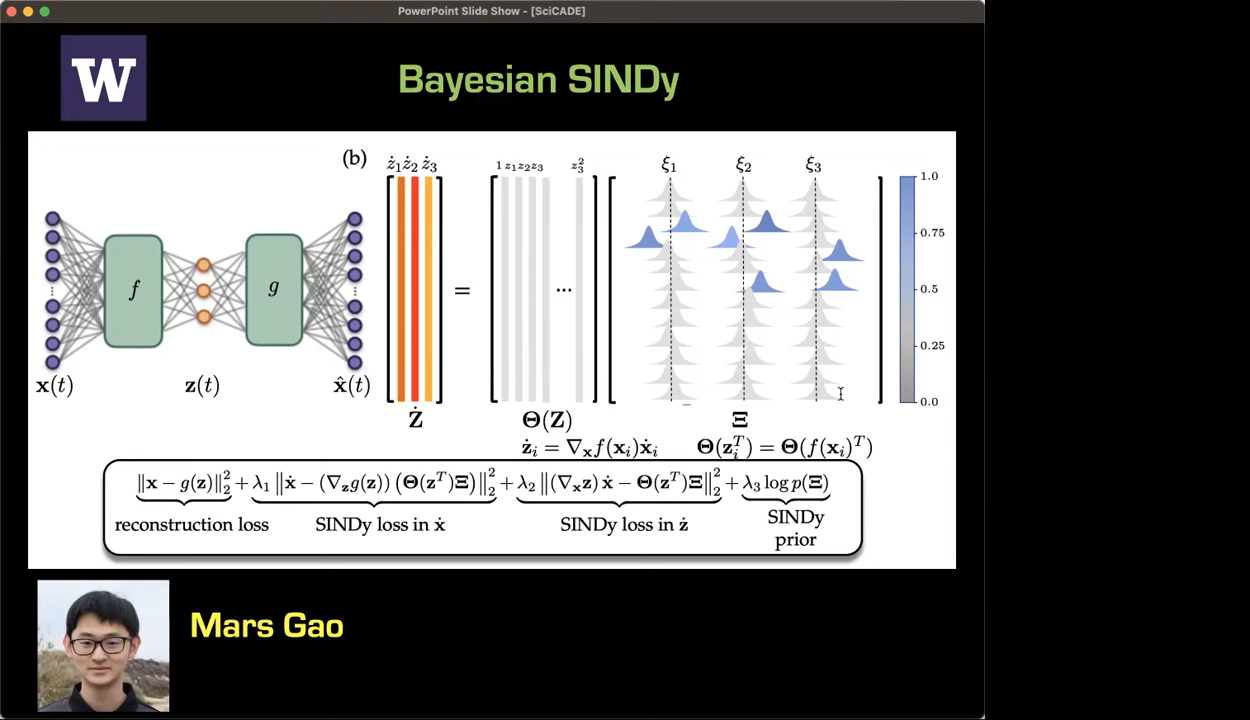 PowerPoint Slide Show - [SciCADE]
W
Bayesian SINDy
(b)
ż₁ż₂ ż₃
1 z₁z₂z₃ z₃²
ξ₁ ξ₂ ξ₃
f
g
=
...
1.0
0.75
0.5
0.25
0.0
x(t)
z(t)
x̂(t)
Ż
Θ(Z)
Ξ
żᵢ = ∇ₓf(xᵢ)ẋᵢ Θ(zᵢᵀ) = Θ(f(xᵢ)ᵀ)
‖x − g(z)‖₂² + λ₁ ‖ẋ − (∇_z g(z)) (Θ(zᵀ)Ξ)‖₂² + λ₂ ‖(∇ₓz) ẋ − Θ(zᵀ)Ξ‖₂² + λ₃ log p(Ξ)
reconstruction loss
SINDy loss in ẋ
SINDy loss in ż
SINDy
prior
Mars Gao